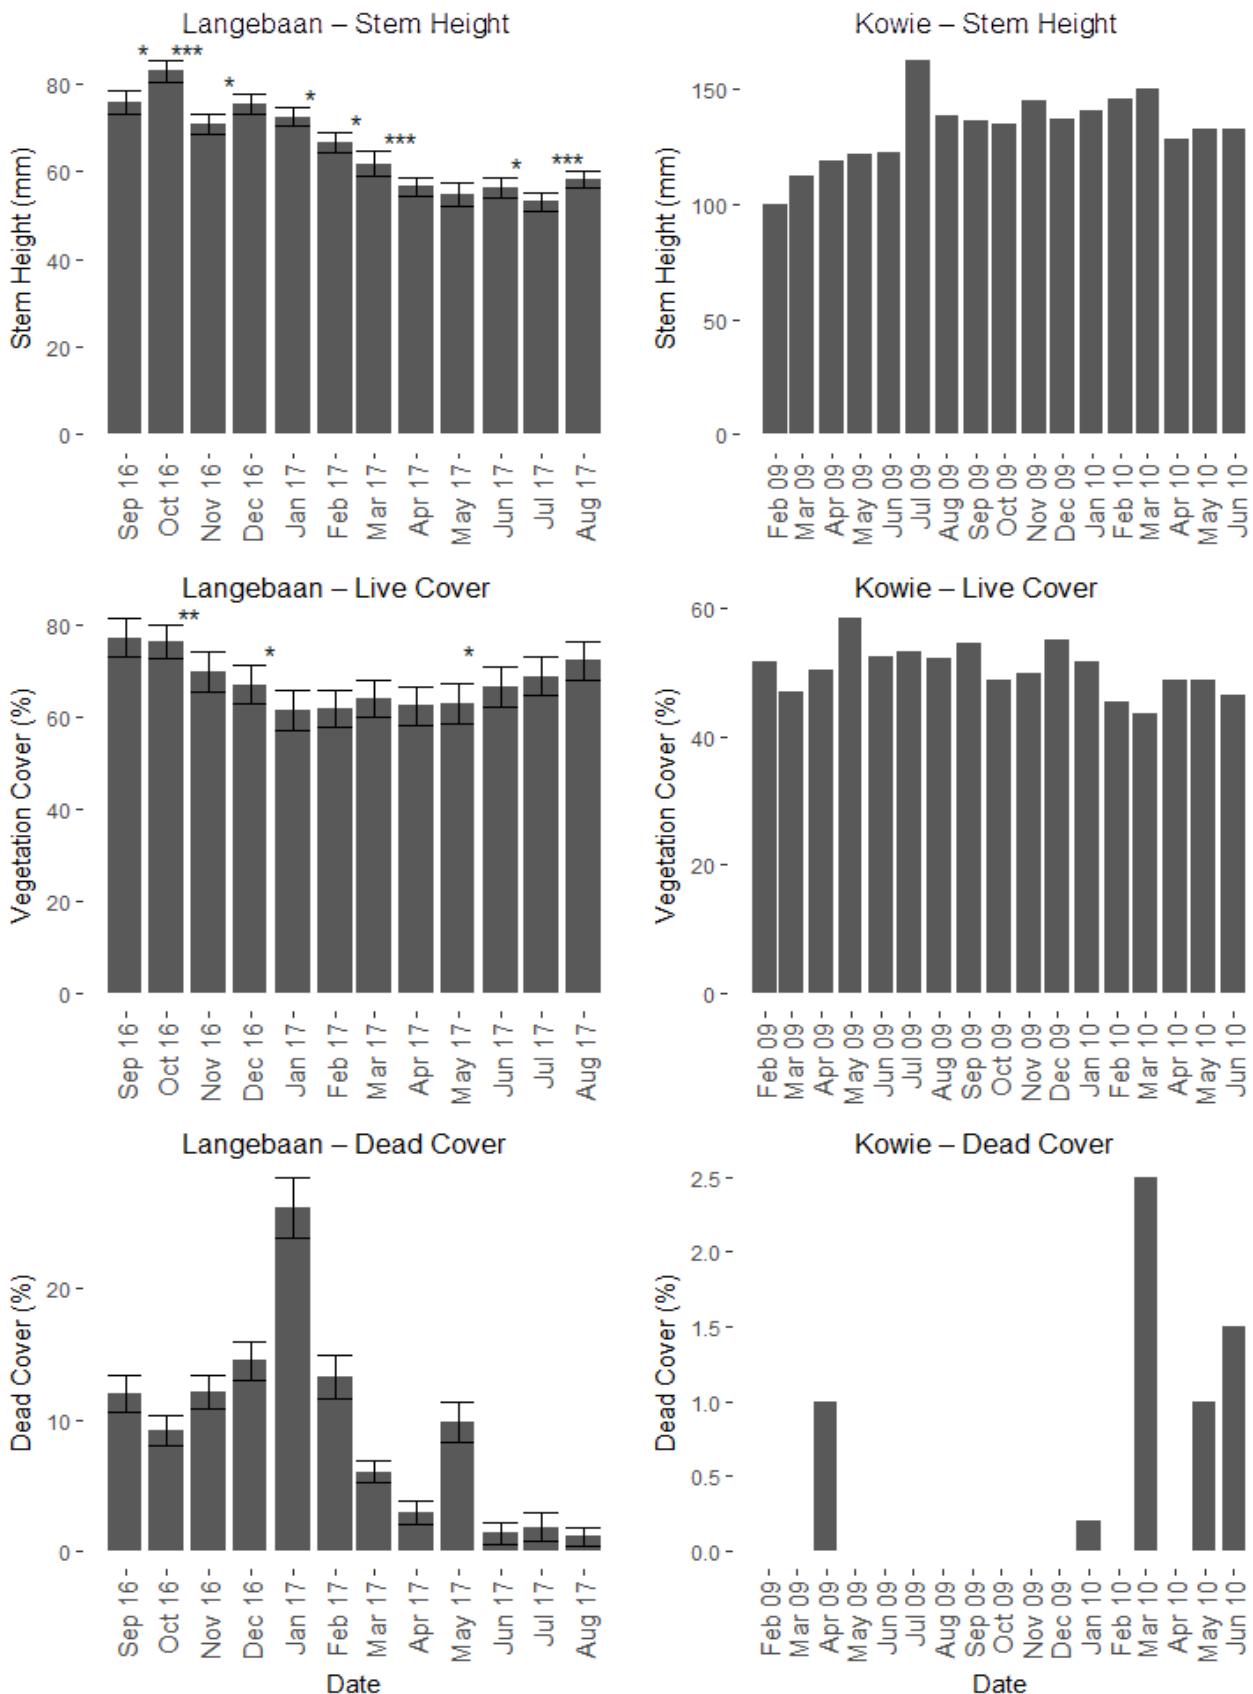 Langebaan – Stem Height
* *** * * * *** * ***
Stem Height (mm)
80
60
40
20
0
Sep 16
Oct 16
Nov 16
Dec 16
Jan 17
Feb 17
Mar 17
Apr 17
May 17
Jun 17
Jul 17
Aug 17
Kowie – Stem Height
Stem Height (mm)
150
100
50
0
Feb 09
Mar 09
Apr 09
May 09
Jun 09
Jul 09
Aug 09
Sep 09
Oct 09
Nov 09
Dec 09
Jan 10
Feb 10
Mar 10
Apr 10
May 10
Jun 10
Langebaan – Live Cover
** * *
Vegetation Cover (%)
80
60
40
20
0
Sep 16
Oct 16
Nov 16
Dec 16
Jan 17
Feb 17
Mar 17
Apr 17
May 17
Jun 17
Jul 17
Aug 17
Kowie – Live Cover
Vegetation Cover (%)
60
40
20
0
Feb 09
Mar 09
Apr 09
May 09
Jun 09
Jul 09
Aug 09
Sep 09
Oct 09
Nov 09
Dec 09
Jan 10
Feb 10
Mar 10
Apr 10
May 10
Jun 10
Langebaan – Dead Cover
Dead Cover (%)
20
10
0
Sep 16
Oct 16
Nov 16
Dec 16
Jan 17
Feb 17
Mar 17
Apr 17
May 17
Jun 17
Jul 17
Aug 17
Date
Kowie – Dead Cover
Dead Cover (%)
2.5
2.0
1.5
1.0
0.5
0.0
Feb 09
Mar 09
Apr 09
May 09
Jun 09
Jul 09
Aug 09
Sep 09
Oct 09
Nov 09
Dec 09
Jan 10
Feb 10
Mar 10
Apr 10
May 10
Jun 10
Date